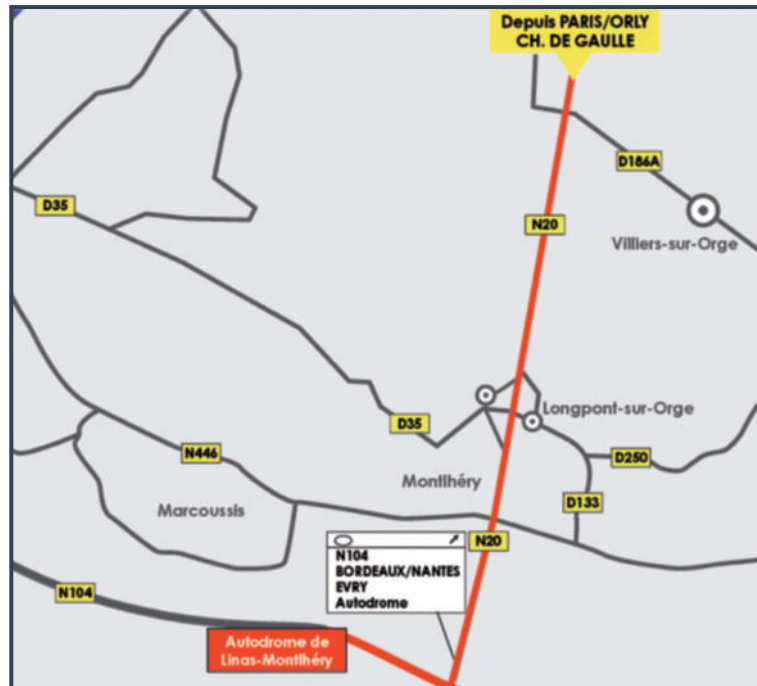 Depuis PARIS/ORLY
CH. DE GAULLE
D186A
D35
N20
Villiers-sur-Orge
D35
Longpont-sur-Orge
N446
D250
Montlhéry
Marcoussis
D133
N20
N104
BORDEAUX/NANTES
EVRY
Autodrome
N104
Autodrome de
Linas-Montlhéry